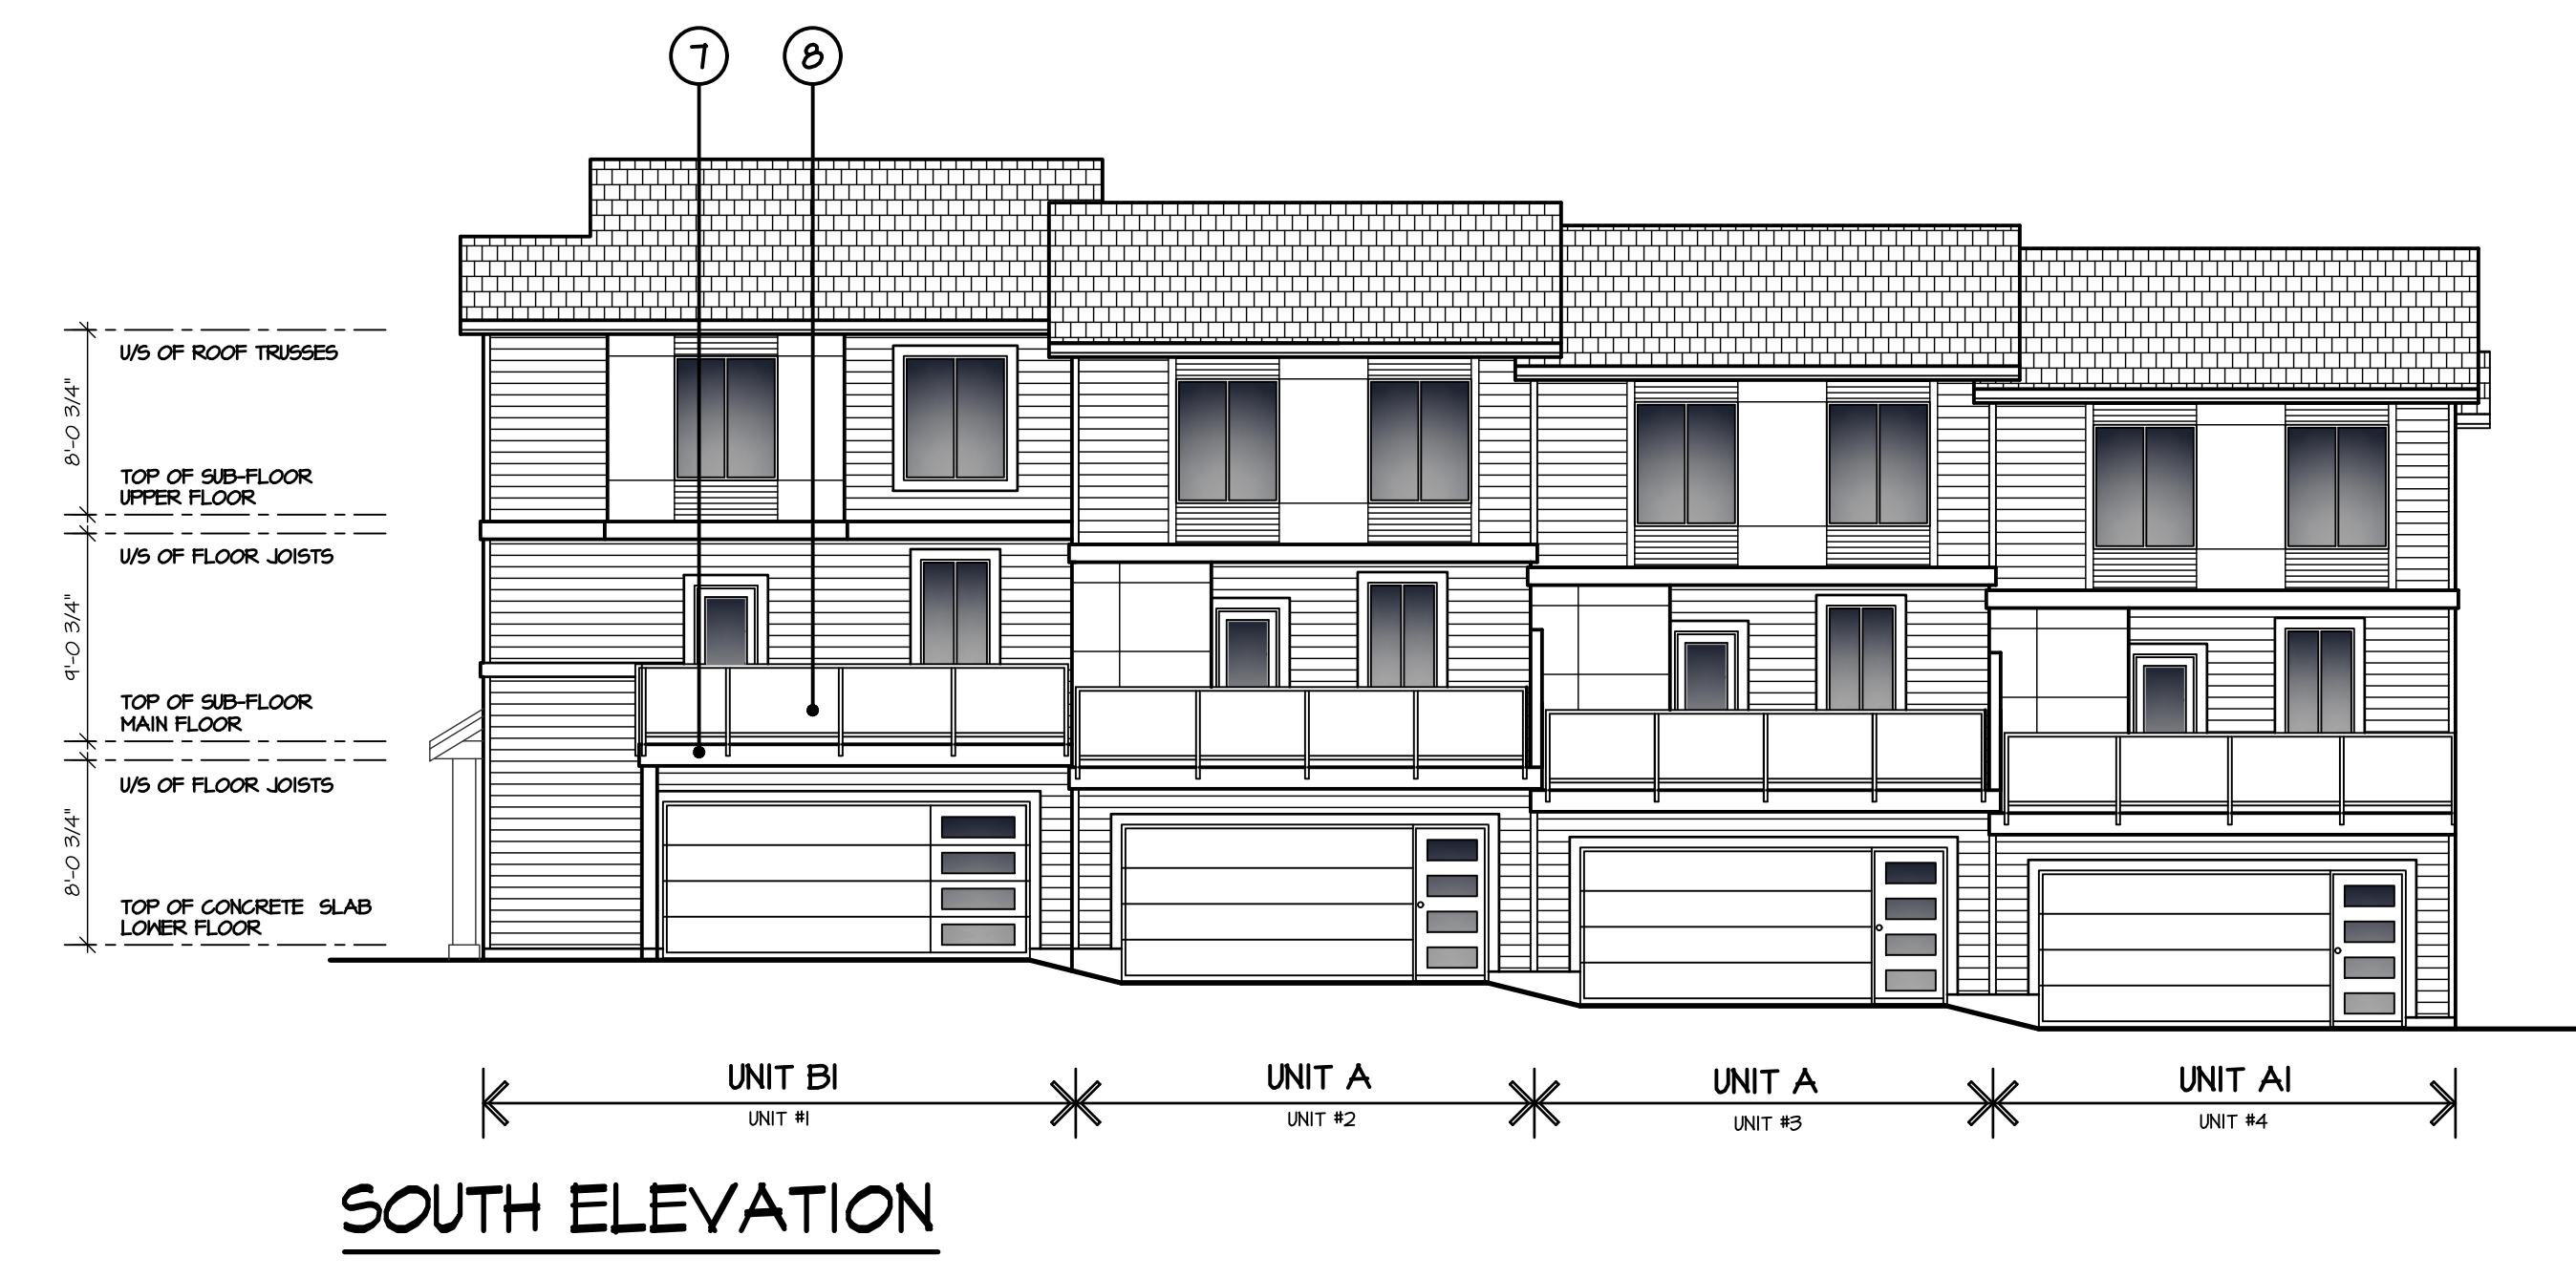 7 8
U/S OF ROOF TRUSSES
8'-0 3/4"
TOP OF SUB-FLOOR
UPPER FLOOR
U/S OF FLOOR JOISTS
9'-0 3/4"
TOP OF SUB-FLOOR
MAIN FLOOR
U/S OF FLOOR JOISTS
8'-0 3/4"
TOP OF CONCRETE SLAB
LOWER FLOOR
UNIT B1 UNIT A UNIT A UNIT A1
UNIT #1 UNIT #2 UNIT #3 UNIT #4
SOUTH ELEVATION